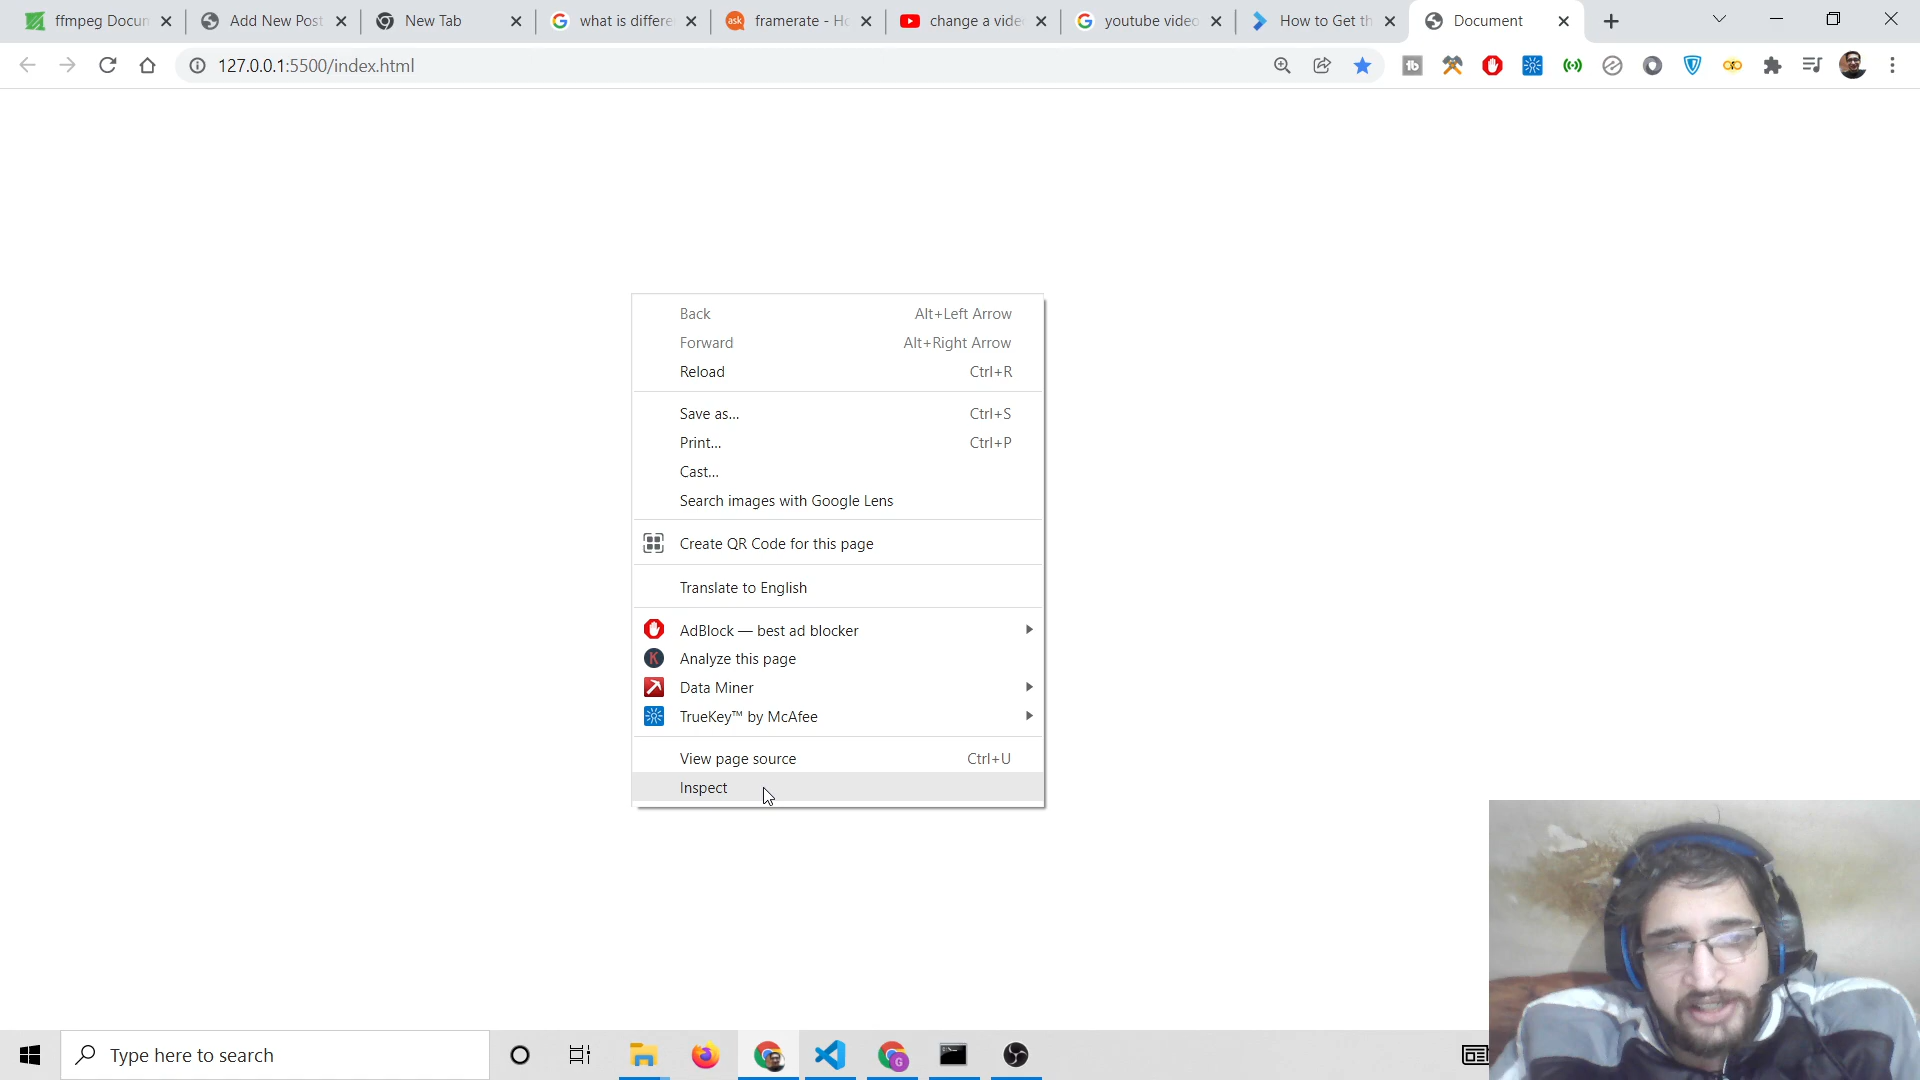 ffmpeg Docum
Add New Post
New Tab
what is differe
ask
framerate - Ho
change a vide
youtube video
How to Get th
Document
127.0.0.1:5500/index.html
tb
Back Alt+Left Arrow
Forward Alt+Right Arrow
Reload Ctrl+R
Save as... Ctrl+S
Print... Ctrl+P
Cast...
Search images with Google Lens
Create QR Code for this page
Translate to English
AdBlock — best ad blocker
K Analyze this page
Data Miner
TrueKey™ by McAfee
View page source Ctrl+U
Inspect
Type here to search
G